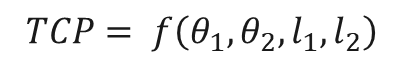 TCP = f(θ₁, θ₂, l₁, l₂)